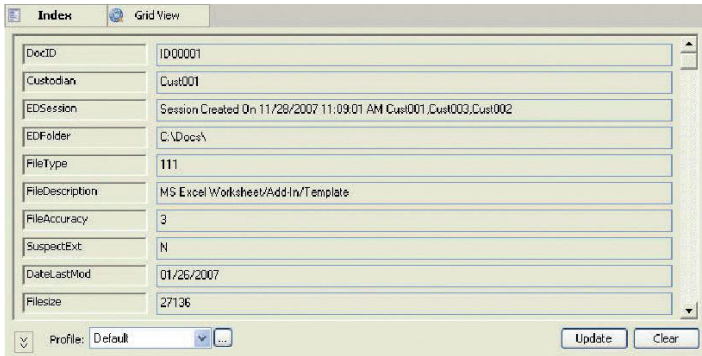 Index Grid View
DocID ID00001
Custodian Cust001
EDSession Session Created On 11/28/2007 11:09:01 AM Cust001,Cust003,Cust002
EDFolder C:\Docs\
FileType 111
FileDescription MS Excel Worksheet/Add-In/Template
FileAccuracy 3
SuspectExt N
DateLastMod 01/26/2007
Filesize 27136
Profile: Default ... Update Clear